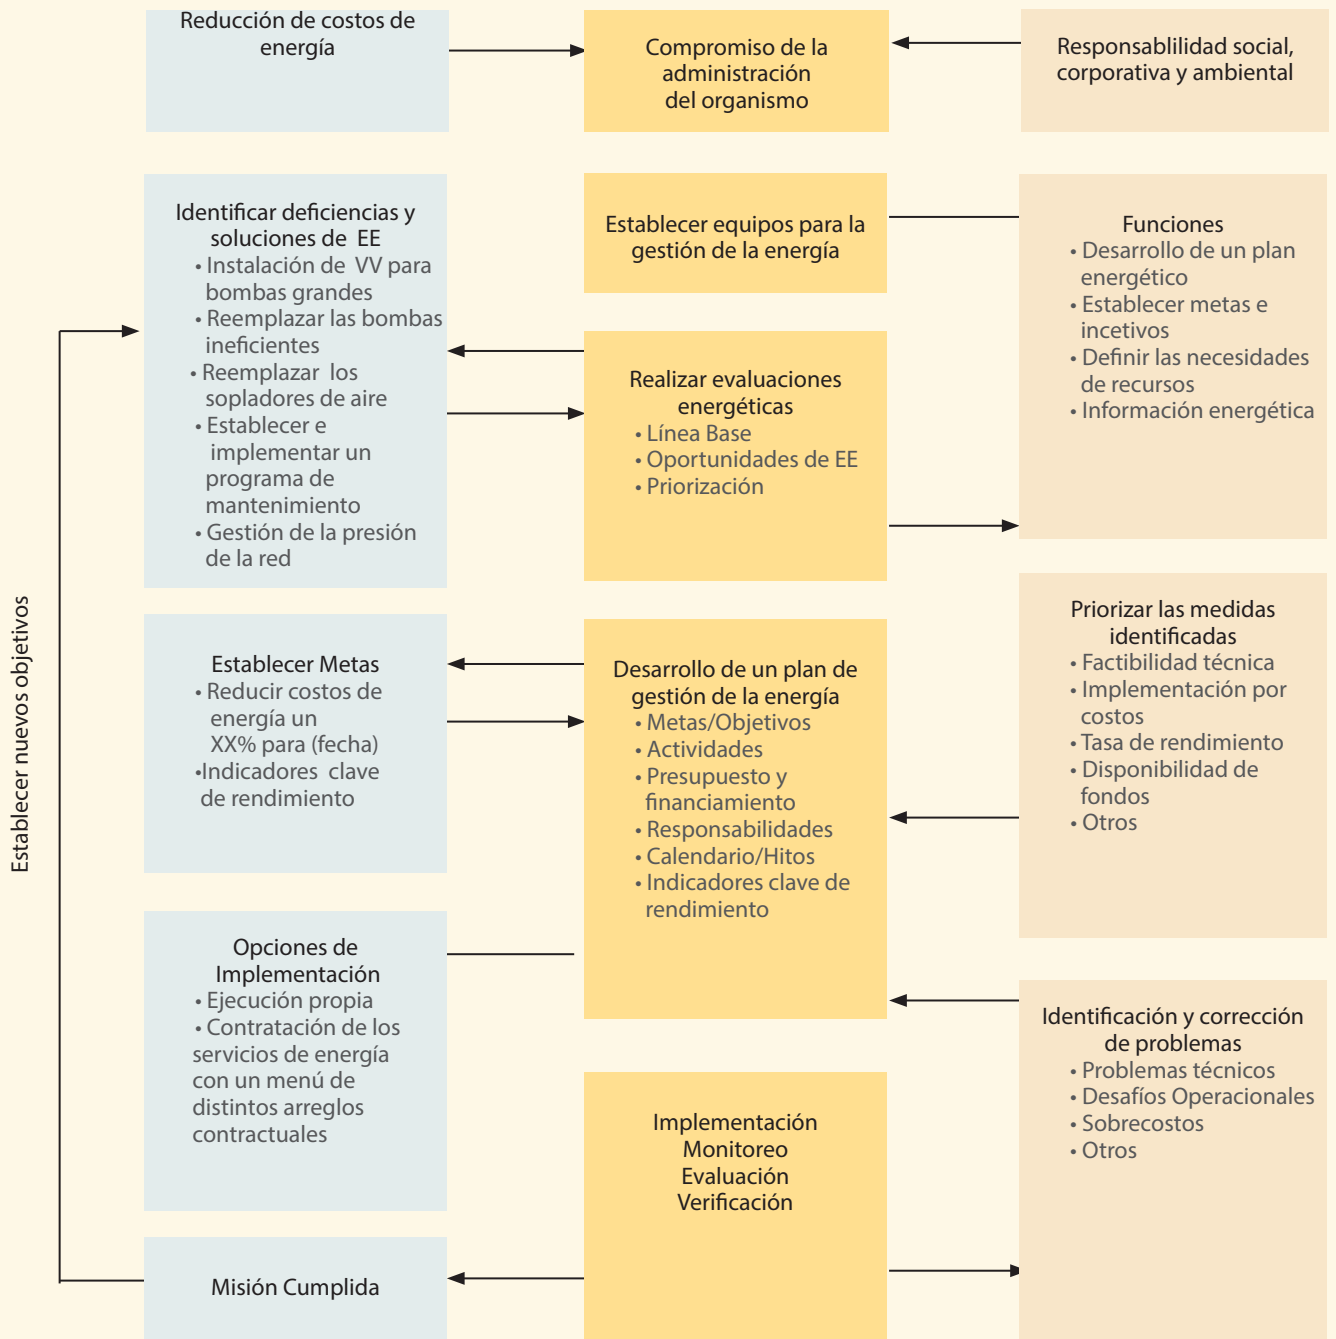 Reducción de costos de
energía
Compromiso de la
administración
del organismo
Responsablilidad social,
corporativa y ambiental
Identificar deficiencias y
soluciones de EE
• Instalación de VV para
bombas grandes
• Reemplazar las bombas
ineficientes
• Reemplazar los
sopladores de aire
• Establecer e
implementar un
programa de
mantenimiento
• Gestión de la presión
de la red
Establecer equipos para la
gestión de la energía
Funciones
• Desarrollo de un plan
energético
• Establecer metas e
incetivos
• Definir las necesidades
de recursos
• Información energética
Realizar evaluaciones
energéticas
• Línea Base
• Oportunidades de EE
• Priorización
Establecer Metas
• Reducir costos de
energía un
XX% para (fecha)
•Indicadores clave
de rendimiento
Desarrollo de un plan de
gestión de la energía
• Metas/Objetivos
• Actividades
• Presupuesto y
financiamiento
• Responsabilidades
• Calendario/Hitos
• Indicadores clave de
rendimiento
Priorizar las medidas
identificadas
• Factibilidad técnica
• Implementación por
costos
• Tasa de rendimiento
• Disponibilidad de
fondos
• Otros
Opciones de
Implementación
• Ejecución propia
• Contratación de los
servicios de energía
con un menú de
distintos arreglos
contractuales
Implementación
Monitoreo
Evaluación
Verificación
Identificación y corrección
de problemas
• Problemas técnicos
• Desafíos Operacionales
• Sobrecostos
• Otros
Misión Cumplida
Establecer nuevos objetivos